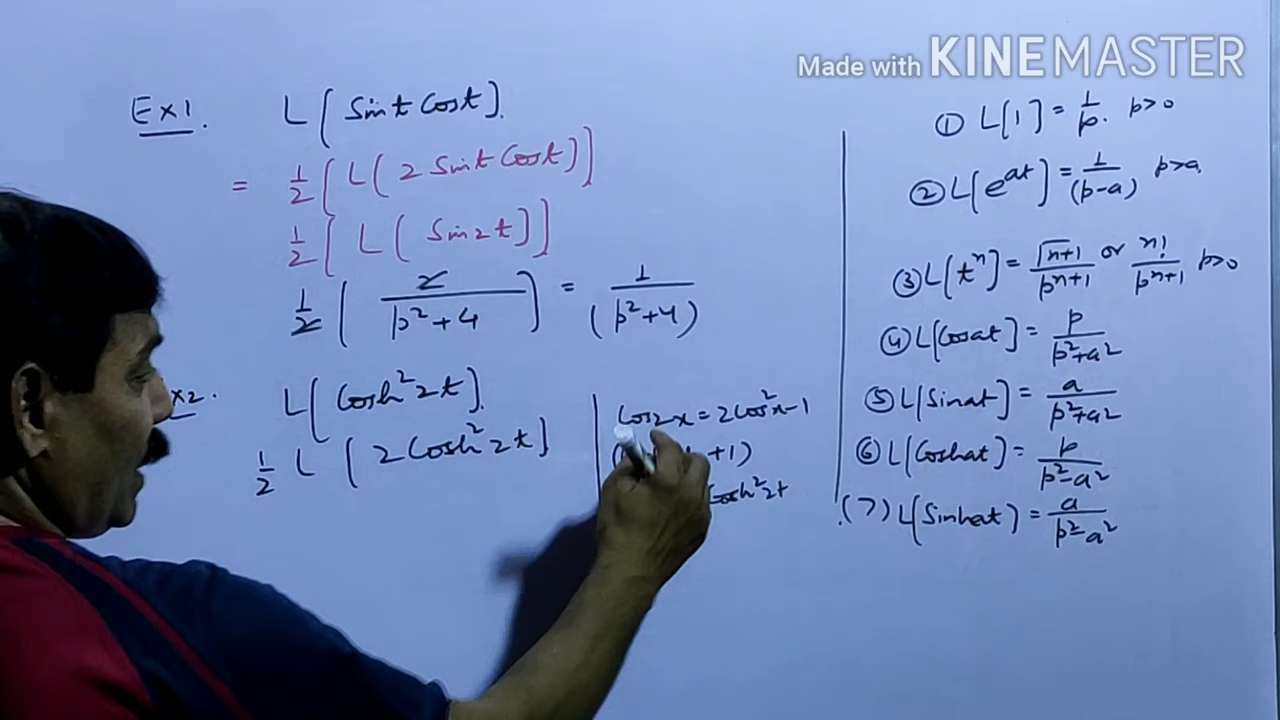 Made with KINEMASTER
Ex1. L[Sint Cost].
= 1/2 [L(2 Sint Cost)]
1/2 [L(Sin2t]]
1/2 [2/(p²+4)] = 1/(p²+4)
x2. L[Cosh²2t].
1/2 L [2Cosh²2t]
Cos2x = 2Cos²x-1
+1)
Cosh²2t
① L[1] = 1/p. p>0
② L[e^at] = 1/(p-a) p>a
③ L[t^n] = √n+1/p^n+1 or n!/p^n+1 p>0
④ L[Cosat] = p/p²+a²
⑤ L[Sinat] = a/p²+a²
⑥ L[Coshat) = p/p²-a²
(7) L[Sinhat) = a/p²-a²